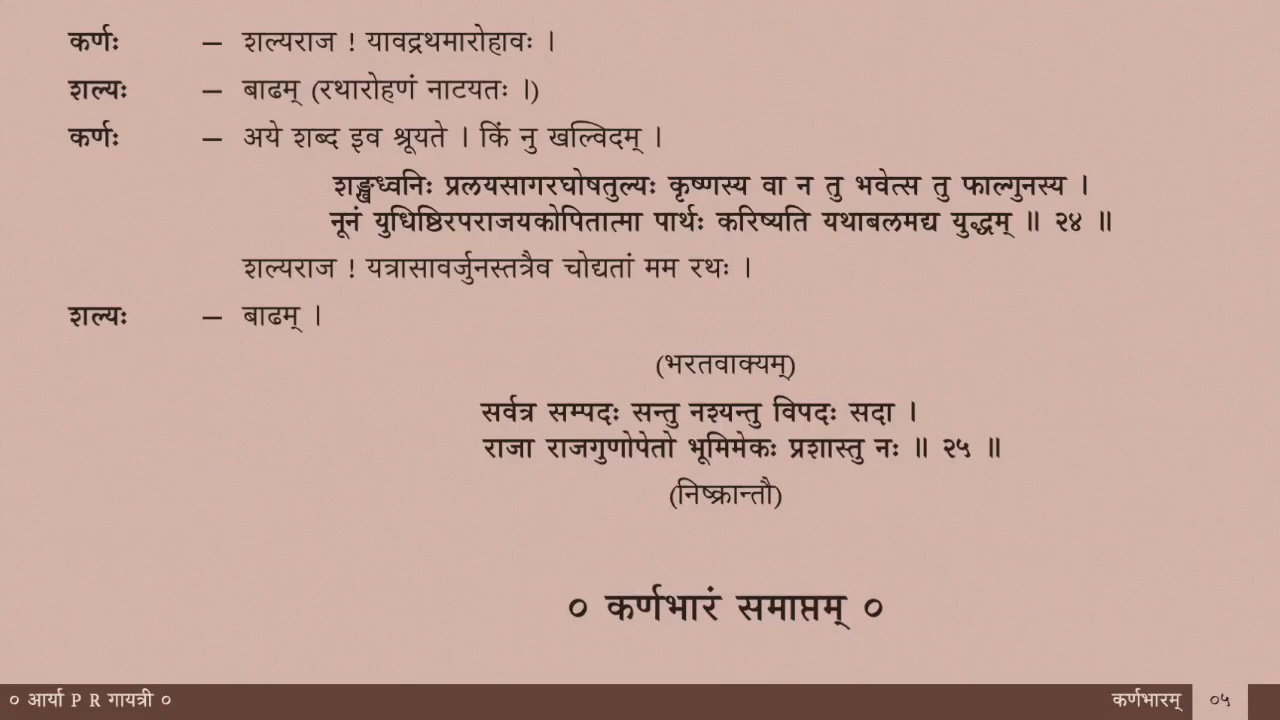 कर्णः – शल्यराज ! यावद्रथमारोहावः ।
शल्यः – बाढम् (रथारोहणं नाटयतः ।)
कर्णः – अये शब्द इव श्रूयते । किं नु खल्विदम् ।
शङ्खध्वनिः प्रलयसागरघोषतुल्यः कृष्णस्य वा न तु भवेत्स तु फाल्गुनस्य ।
नूनं युधिष्ठिरपराजयकोपितात्मा पार्थः करिष्यति यथाबलमद्य युद्धम् ॥ २४ ॥
शल्यराज ! यत्रासावर्जुनस्तत्रैव चोद्यतां मम रथः ।
शल्यः – बाढम् ।
(भरतवाक्यम्)
सर्वत्र सम्पदः सन्तु नश्यन्तु विपदः सदा ।
राजा राजगुणोपेतो भूमिमेकः प्रशास्तु नः ॥ २५ ॥
(निष्क्रान्तौ)
० कर्णभारं समाप्तम् ०
० आर्या P R गायत्री ० कर्णभारम् ०५